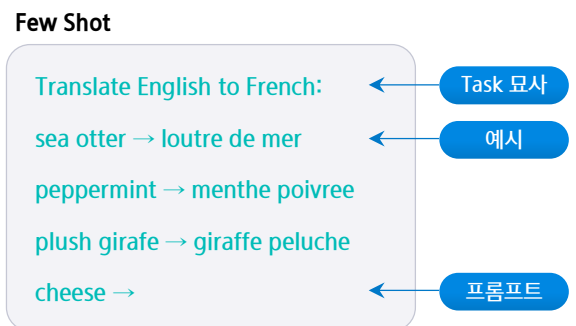 Few Shot
Translate English to French:
Task 묘사
sea otter → loutre de mer
예시
peppermint → menthe poivree
plush girafe → giraffe peluche
cheese →
프롬프트